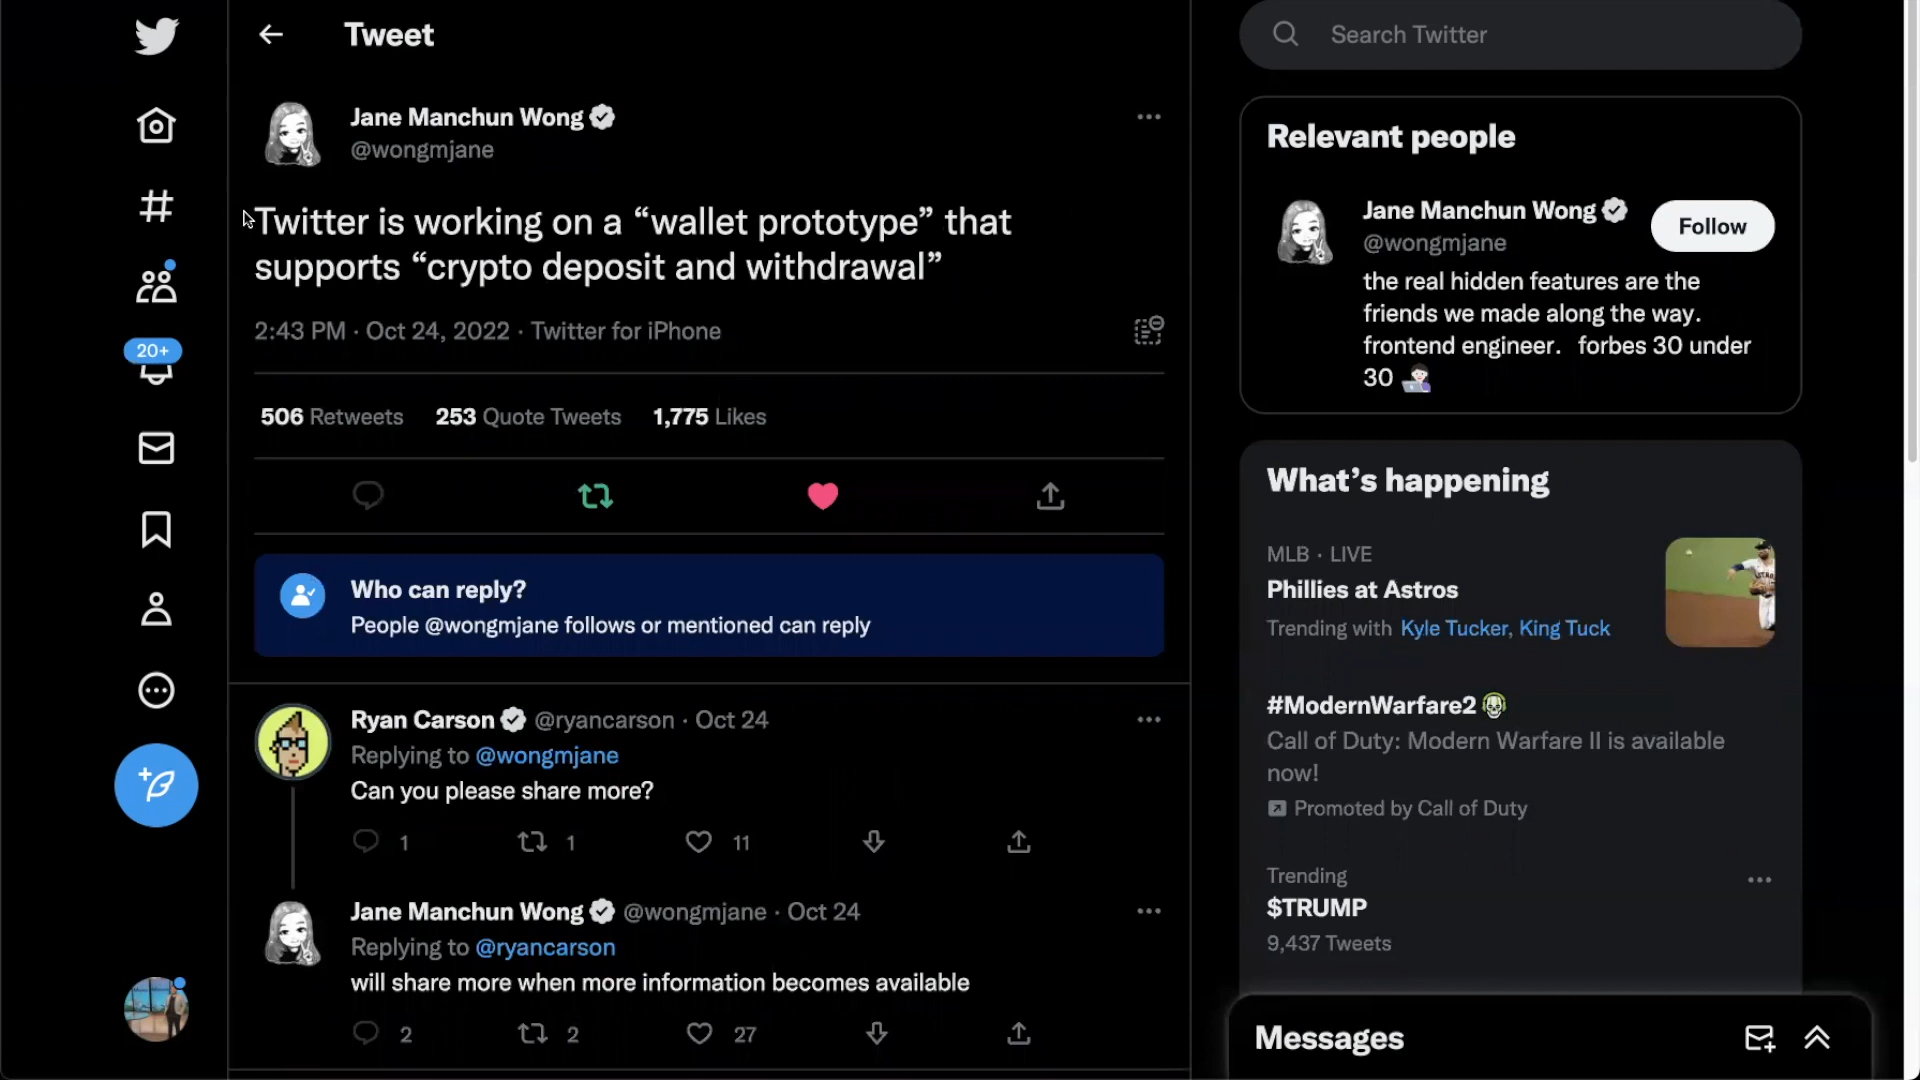 Tweet
Jane Manchun Wong
@wongmjane
Twitter is working on a “wallet prototype” that
supports “crypto deposit and withdrawal”
2:43 PM · Oct 24, 2022 · Twitter for iPhone
506 Retweets 253 Quote Tweets 1,775 Likes
Who can reply?
People @wongmjane follows or mentioned can reply
Ryan Carson @ryancarson · Oct 24
Replying to @wongmjane
Can you please share more?
1 1 11
Jane Manchun Wong @wongmjane · Oct 24
Replying to @ryancarson
will share more when more information becomes available
2 2 27
20+
Search Twitter
Relevant people
Jane Manchun Wong
@wongmjane
Follow
the real hidden features are the
friends we made along the way.
frontend engineer. forbes 30 under
30
What’s happening
MLB · LIVE
Phillies at Astros
Trending with Kyle Tucker, King Tuck
#ModernWarfare2
Call of Duty: Modern Warfare II is available
now!
Promoted by Call of Duty
Trending
$TRUMP
9,437 Tweets
Messages